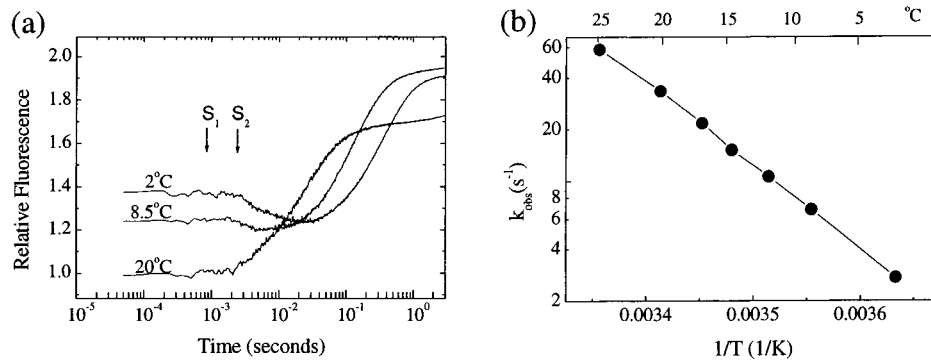 (a)
2.0
1.8
1.6
1.4
1.2
1.0
Relative Fluorescence
S₁ S₂
2°C
8.5°C
20°C
10⁻⁵ 10⁻⁴ 10⁻³ 10⁻² 10⁻¹ 10⁰
Time (seconds)
(b)
25 20 15 10 5 °C
60
40
20
8
6
4
2
k_obs(s⁻¹)
0.0034 0.0035 0.0036
1/T (1/K)